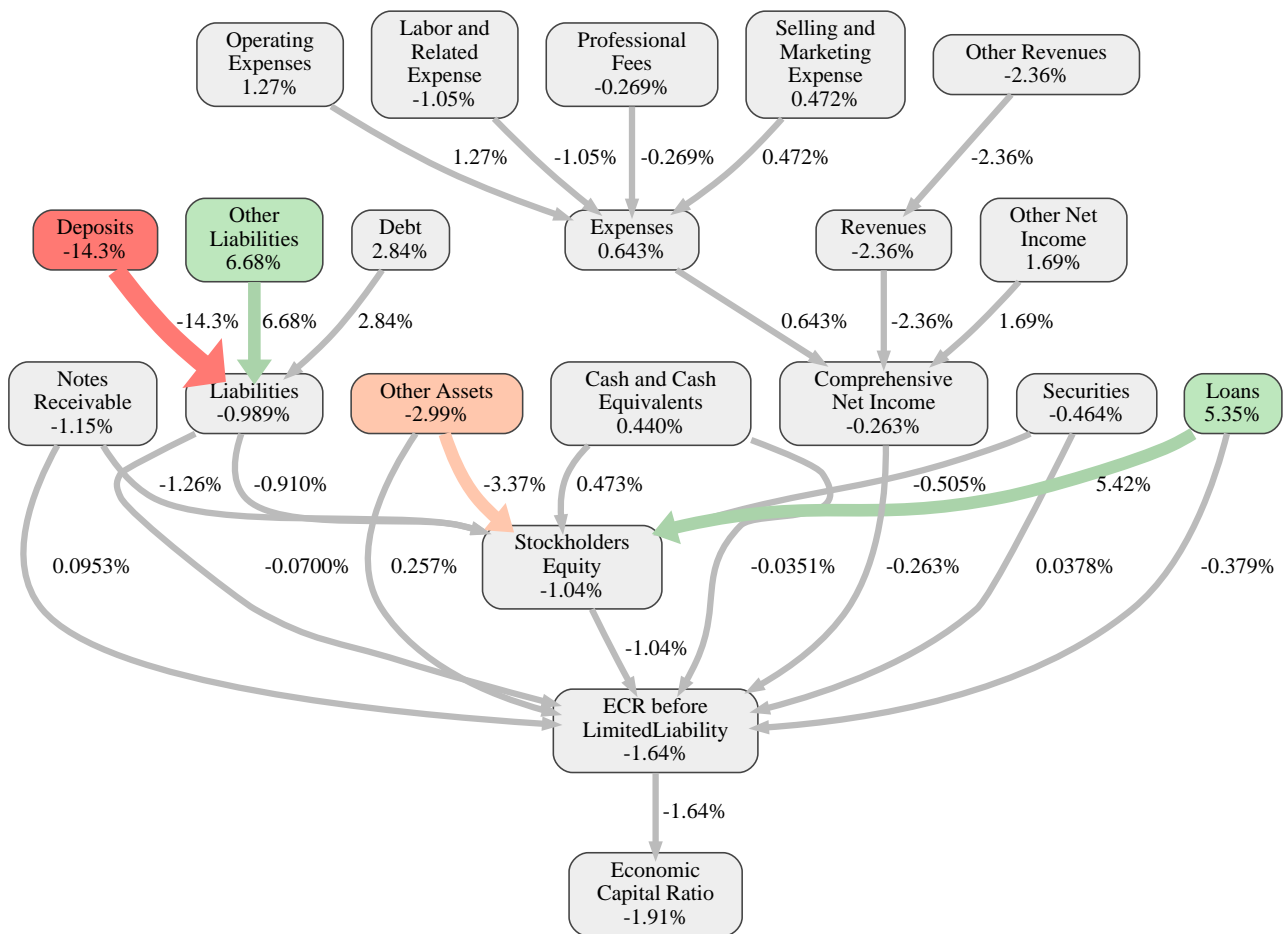 Operating
Expenses
1.27%
Labor and
Related
Expense
-1.05%
Professional
Fees
-0.269%
Selling and
Marketing
Expense
0.472%
Other Revenues
-2.36%
1.27%
-1.05%
-0.269%
0.472%
-2.36%
Deposits
-14.3%
Other
Liabilities
6.68%
Debt
2.84%
Expenses
0.643%
Revenues
-2.36%
Other Net
Income
1.69%
-14.3%
6.68%
2.84%
0.643%
-2.36%
1.69%
Notes
Receivable
-1.15%
Liabilities
-0.989%
Other Assets
-2.99%
Cash and Cash
Equivalents
0.440%
Comprehensive
Net Income
-0.263%
Securities
-0.464%
Loans
5.35%
-1.26%
-0.910%
-3.37%
0.473%
-0.505%
5.42%
Stockholders
Equity
-1.04%
0.0953%
-0.0700%
0.257%
-0.0351%
-0.263%
0.0378%
-0.379%
-1.04%
ECR before
LimitedLiability
-1.64%
-1.64%
Economic
Capital Ratio
-1.91%